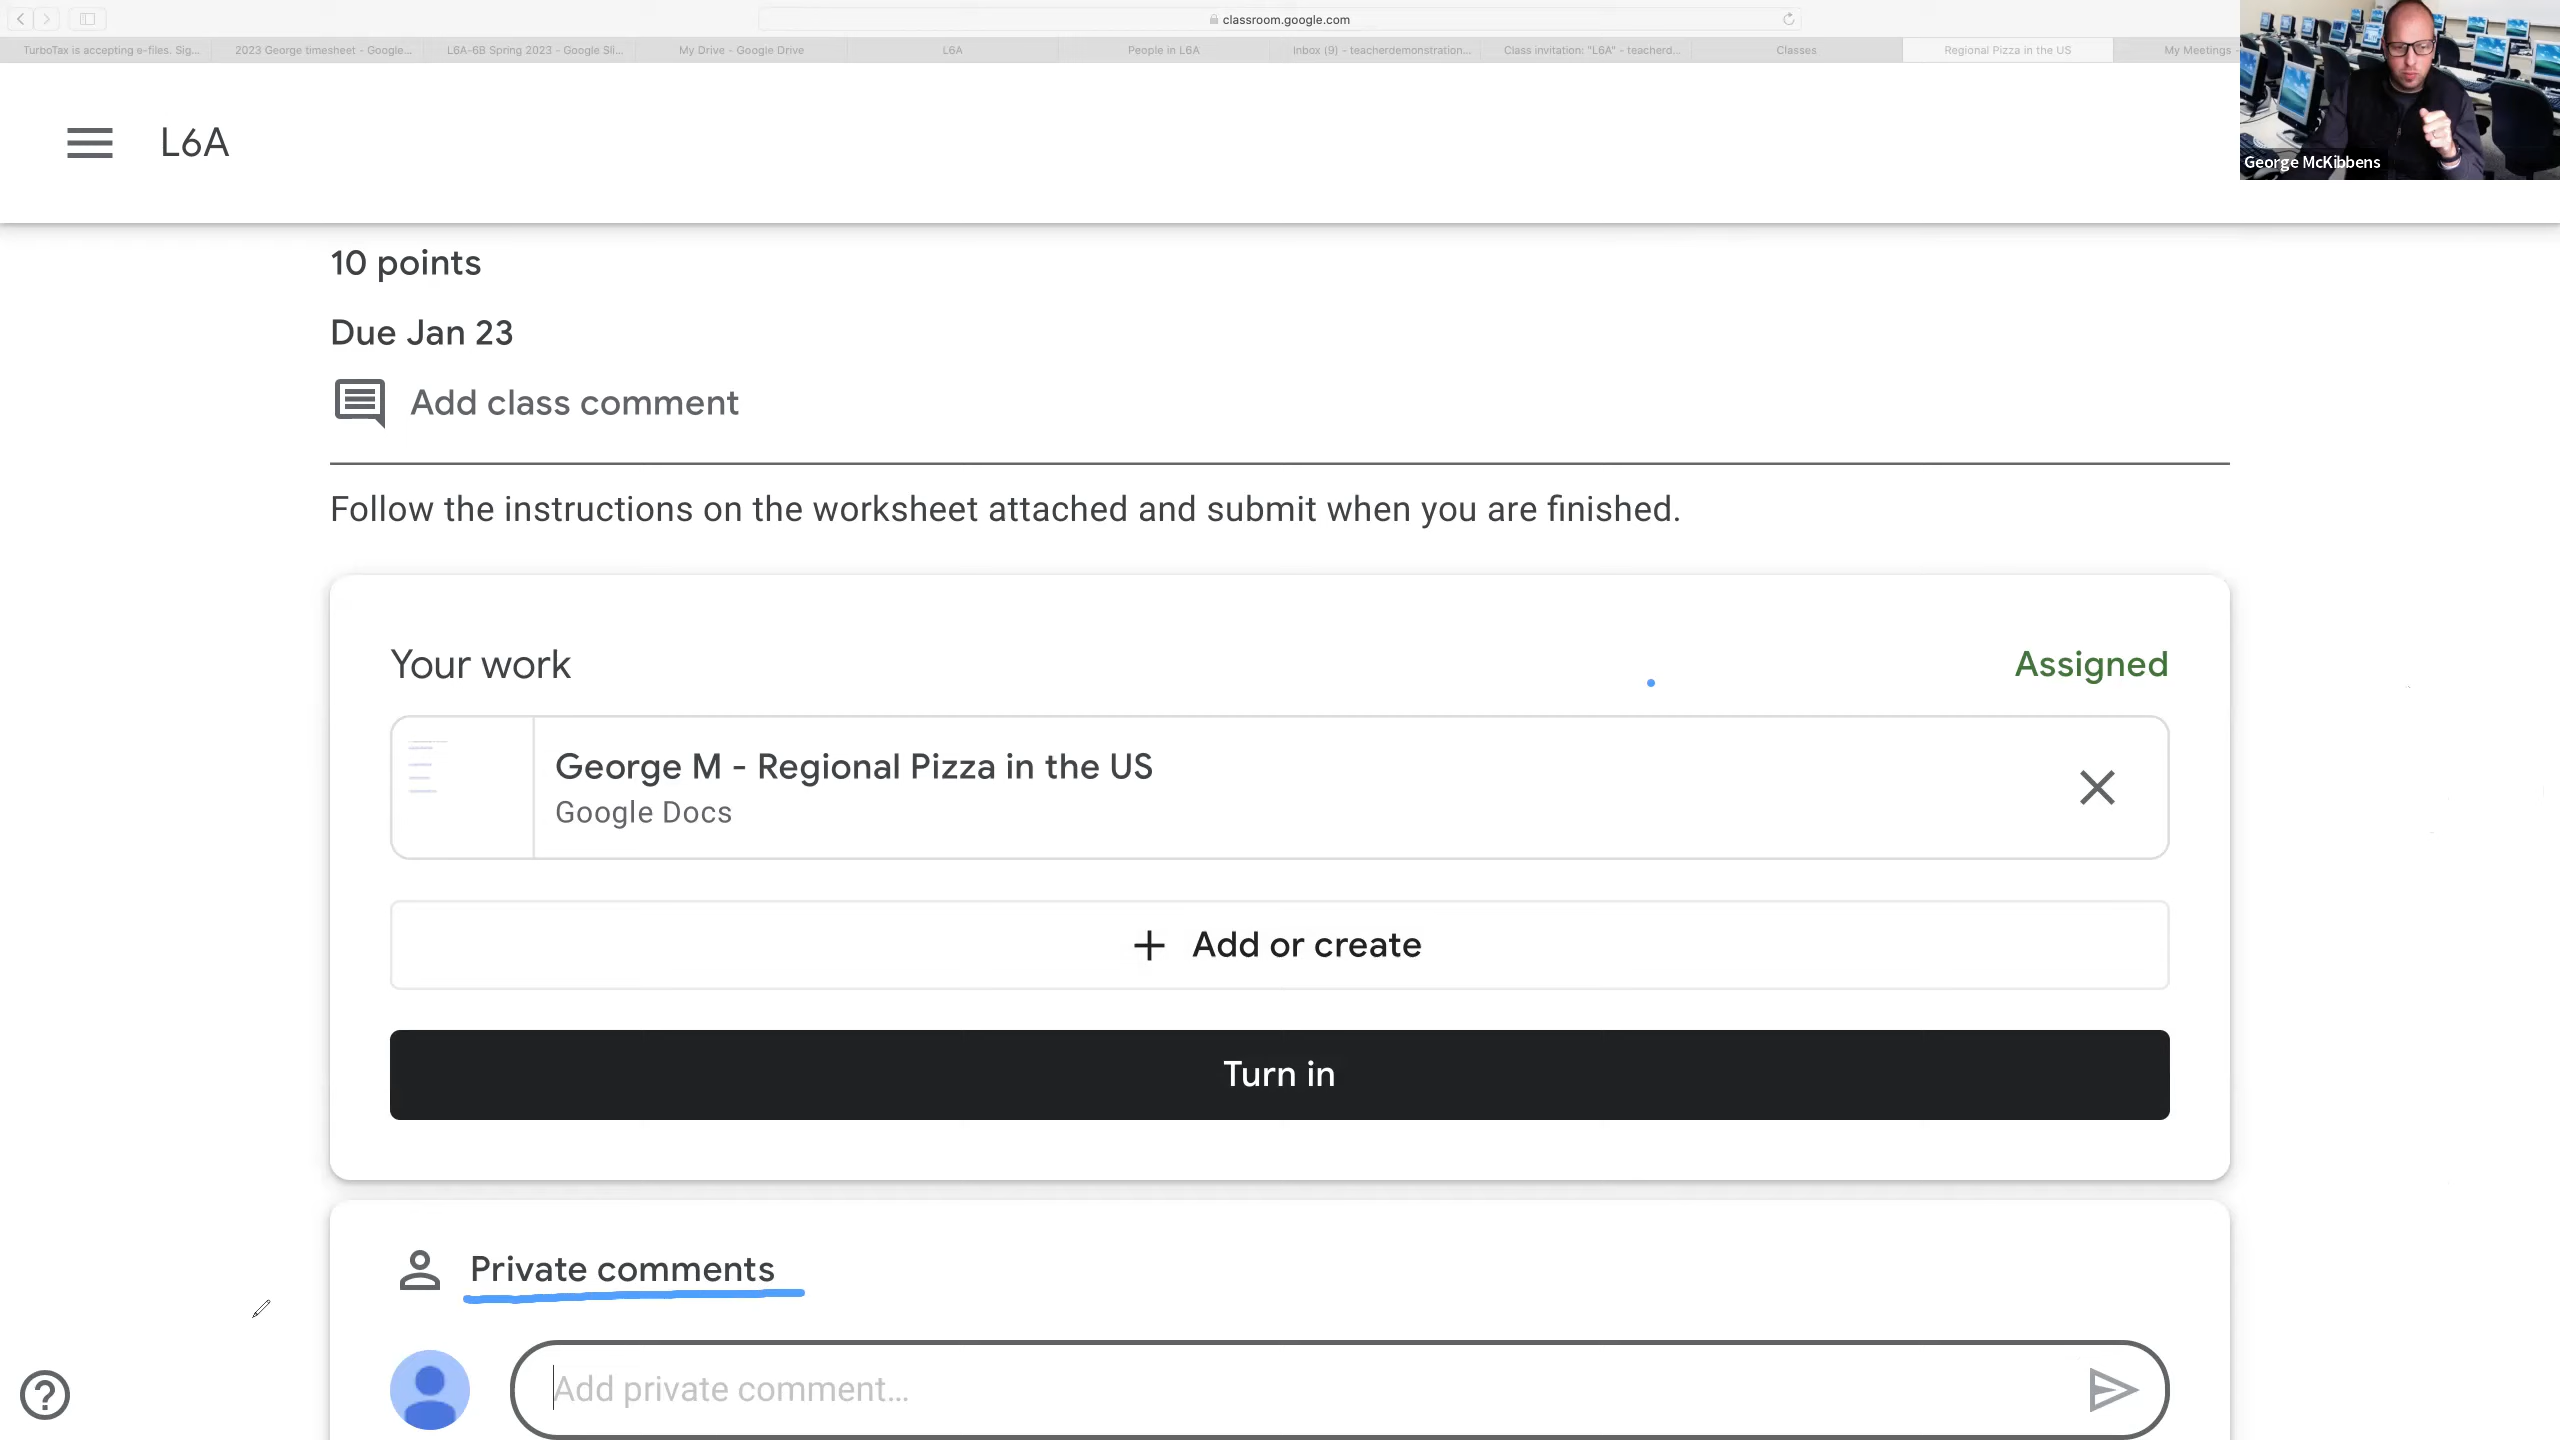 classroom.google.com
TurboTax is accepting e-files. Sig...
2023 George timesheet - Google...
L6A-6B Spring 2023 - Google Sli...
My Drive - Google Drive
L6A
People in L6A
Inbox (9) - teacherdemonstration...
Class invitation: "L6A" - teacherd...
Classes
Regional Pizza in the US
My Meetings -
L6A
George McKibbens
10 points
Due Jan 23
Add class comment
Follow the instructions on the worksheet attached and submit when you are finished.
Your work
Assigned
George M - Regional Pizza in the US
Google Docs
+ Add or create
Turn in
Private comments
Add private comment...